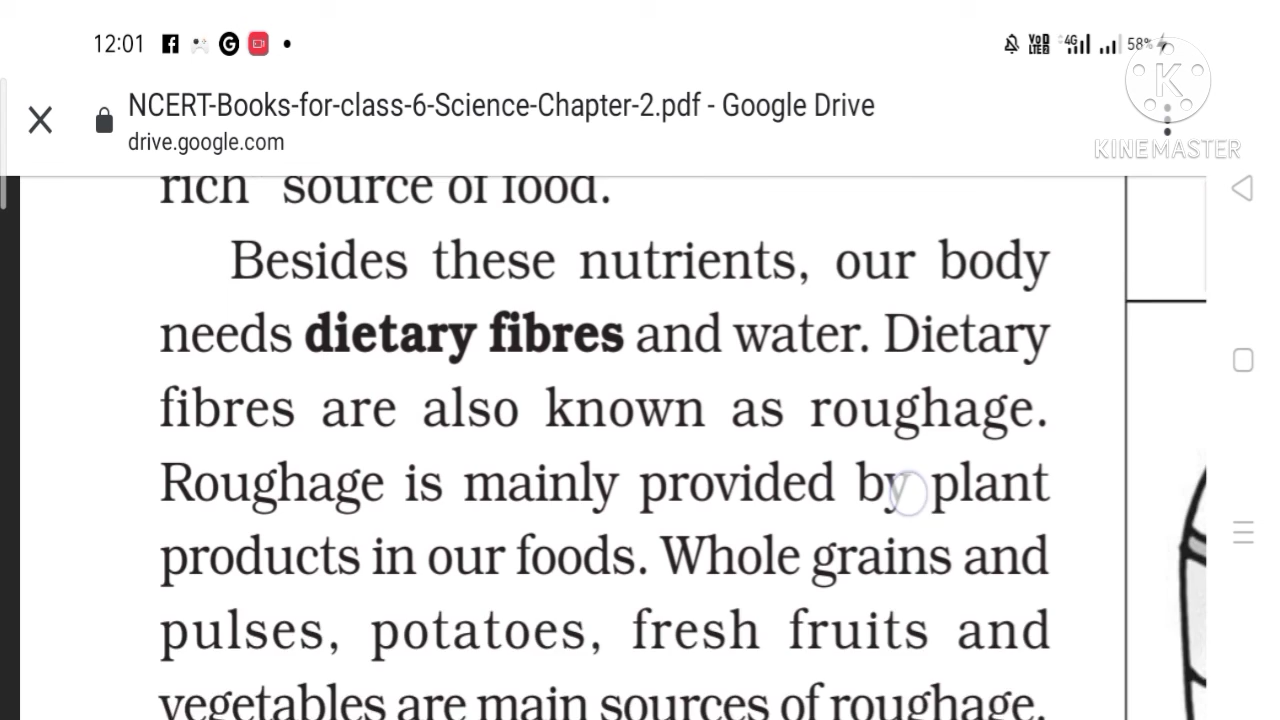 12:01 G VoD LTE2 4G 58%
NCERT-Books-for-class-6-Science-Chapter-2.pdf - Google Drive
drive.google.com
K
KINEMASTER
rich source of food.
Besides these nutrients, our body
needs dietary fibres and water. Dietary
fibres are also known as roughage.
Roughage is mainly provided by plant
products in our foods. Whole grains and
pulses, potatoes, fresh fruits and
vegetables are main sources of roughage.